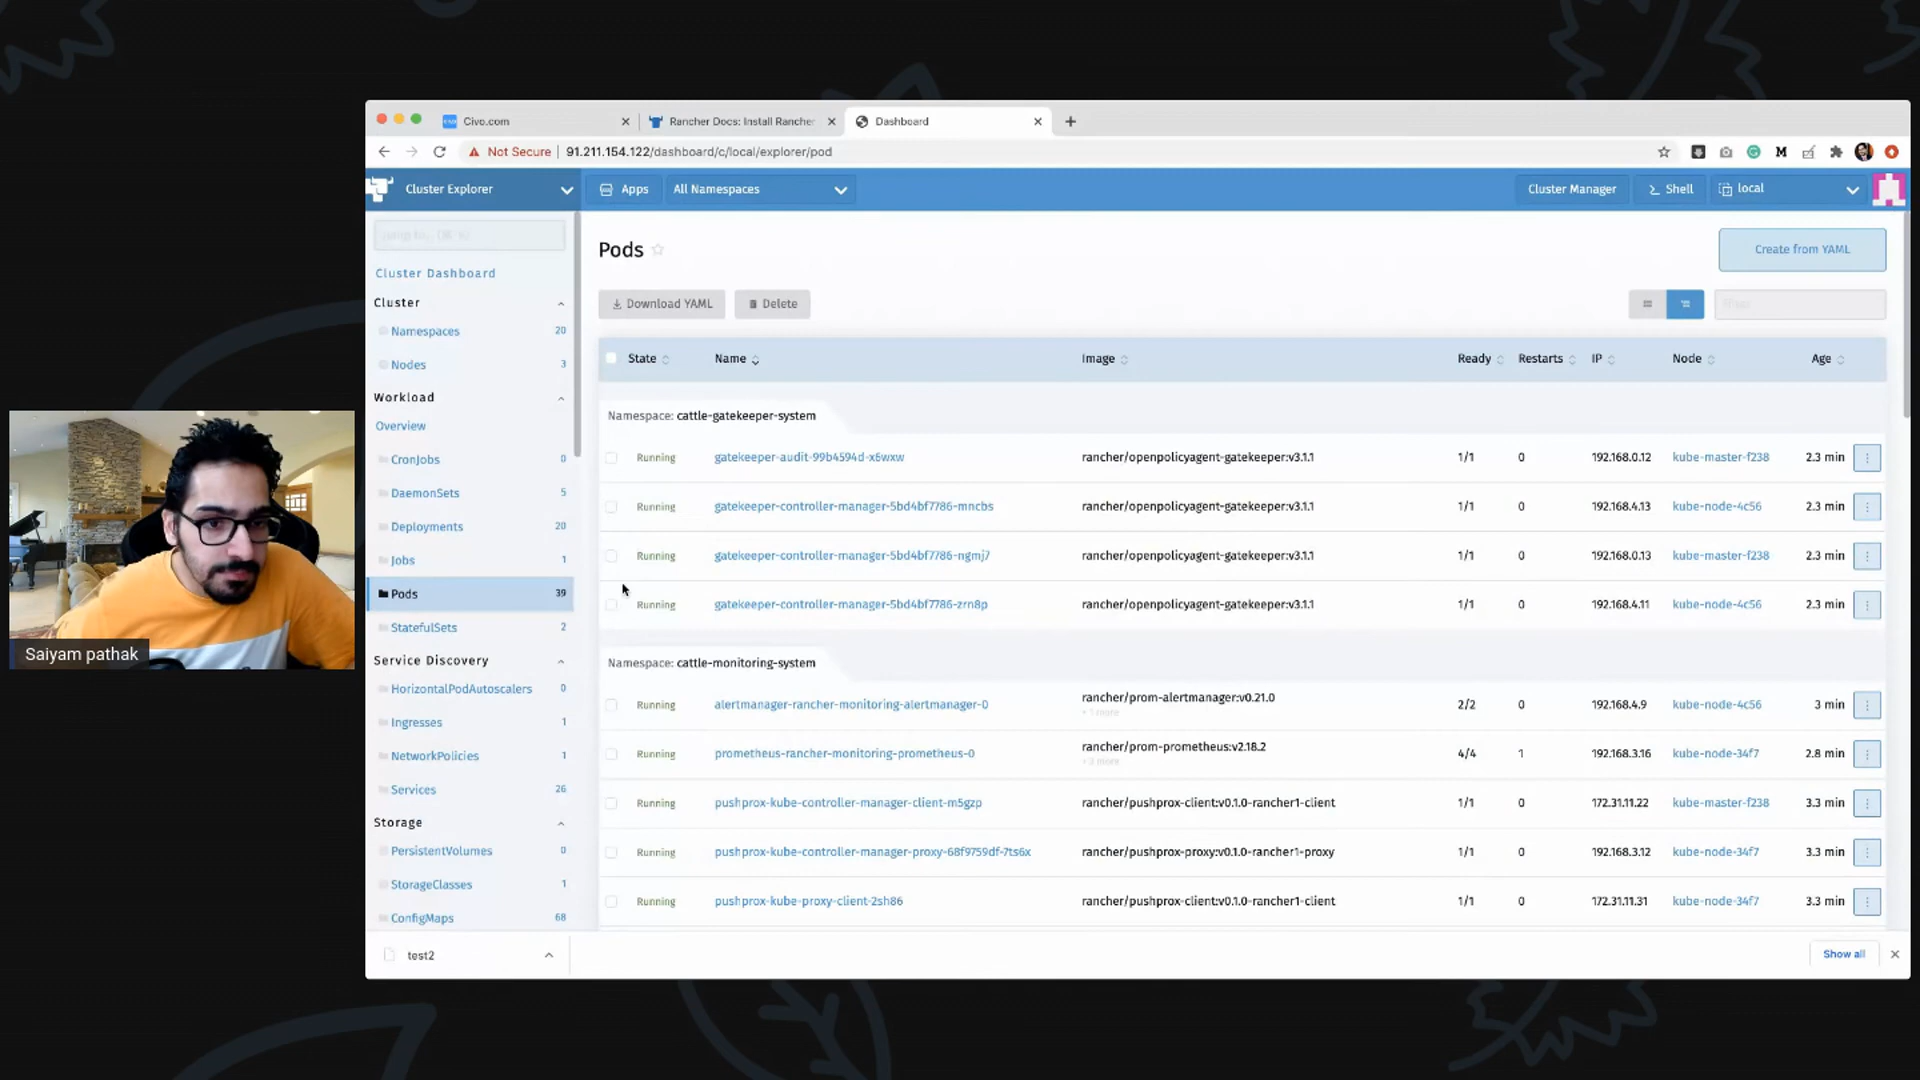 Civo.com
Rancher Docs: Install Rancher
Dashboard
Not Secure
91.211.154.122/dashboard/c/local/explorer/pod
Cluster Explorer
Apps
All Namespaces
Cluster Manager
Shell
local
Cluster Dashboard
Cluster
Namespaces 20
Nodes 3
Workload
Overview
CronJobs 0
DaemonSets 5
Deployments 20
Jobs 1
Pods 39
StatefulSets 2
Service Discovery
HorizontalPodAutoscalers 0
Ingresses 1
NetworkPolicies 1
Services 26
Storage
PersistentVolumes 0
StorageClasses 1
ConfigMaps 68
Pods
Create from YAML
Download YAML
Delete
State Name Image Ready Restarts IP Node Age
Namespace: cattle-gatekeeper-system
Running gatekeeper-audit-99b4594d-x6wxw rancher/openpolicyagent-gatekeeper:v3.1.1 1/1 0 192.168.0.12 kube-master-f238 2.3 min
Running gatekeeper-controller-manager-5bd4bf7786-mncbs rancher/openpolicyagent-gatekeeper:v3.1.1 1/1 0 192.168.4.13 kube-node-4c56 2.3 min
Running gatekeeper-controller-manager-5bd4bf7786-ngmj7 rancher/openpolicyagent-gatekeeper:v3.1.1 1/1 0 192.168.0.13 kube-master-f238 2.3 min
Running gatekeeper-controller-manager-5bd4bf7786-zrn8p rancher/openpolicyagent-gatekeeper:v3.1.1 1/1 0 192.168.4.11 kube-node-4c56 2.3 min
Namespace: cattle-monitoring-system
Running alertmanager-rancher-monitoring-alertmanager-0 rancher/prom-alertmanager:v0.21.0 2/2 0 192.168.4.9 kube-node-4c56 3 min
+ 1 more
Running prometheus-rancher-monitoring-prometheus-0 rancher/prom-prometheus:v2.18.2 4/4 1 192.168.3.16 kube-node-34f7 2.8 min
+ 3 more
Running pushprox-kube-controller-manager-client-m5gzp rancher/pushprox-client:v0.1.0-rancher1-client 1/1 0 172.31.11.22 kube-master-f238 3.3 min
Running pushprox-kube-controller-manager-proxy-68f9759df-7ts6x rancher/pushprox-proxy:v0.1.0-rancher1-proxy 1/1 0 192.168.3.12 kube-node-34f7 3.3 min
Running pushprox-kube-proxy-client-2sh86 rancher/pushprox-client:v0.1.0-rancher1-client 1/1 0 172.31.11.31 kube-node-34f7 3.3 min
test2
Show all
Saiyam pathak